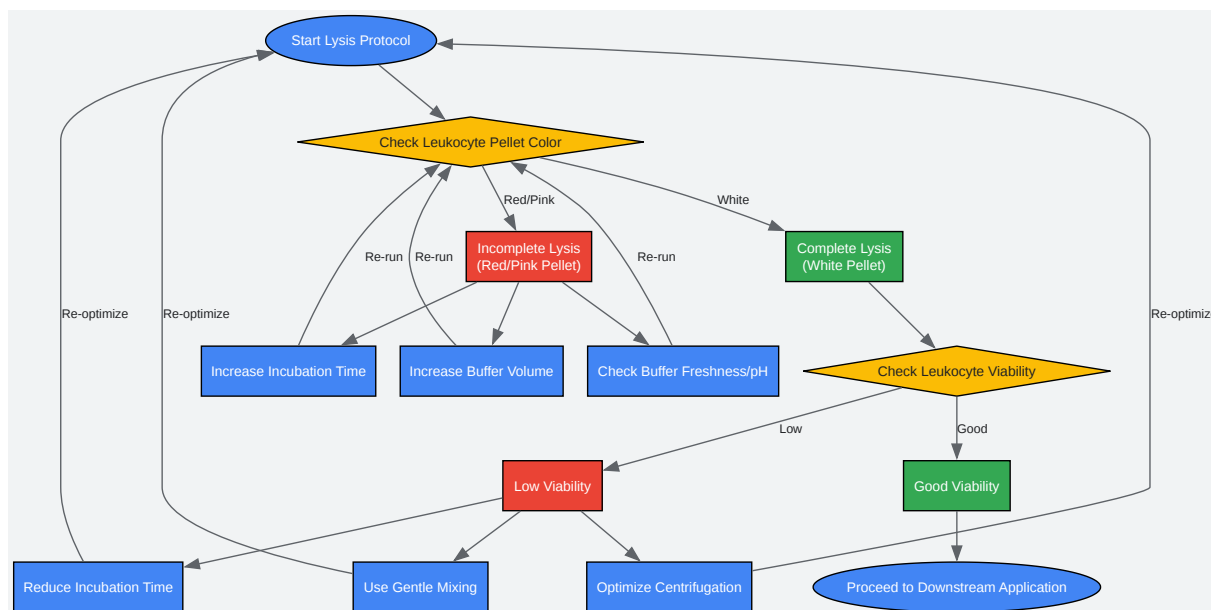 Start Lysis Protocol
Check Leukocyte Pellet Color
Red/Pink
White
Incomplete Lysis
(Red/Pink Pellet)
Complete Lysis
(White Pellet)
Re-run
Re-run
Re-run
Re-optimize
Re-optimize
Re-optimize
Increase Incubation Time
Increase Buffer Volume
Check Buffer Freshness/pH
Check Leukocyte Viability
Low
Good
Low Viability
Good Viability
Reduce Incubation Time
Use Gentle Mixing
Optimize Centrifugation
Proceed to Downstream Application